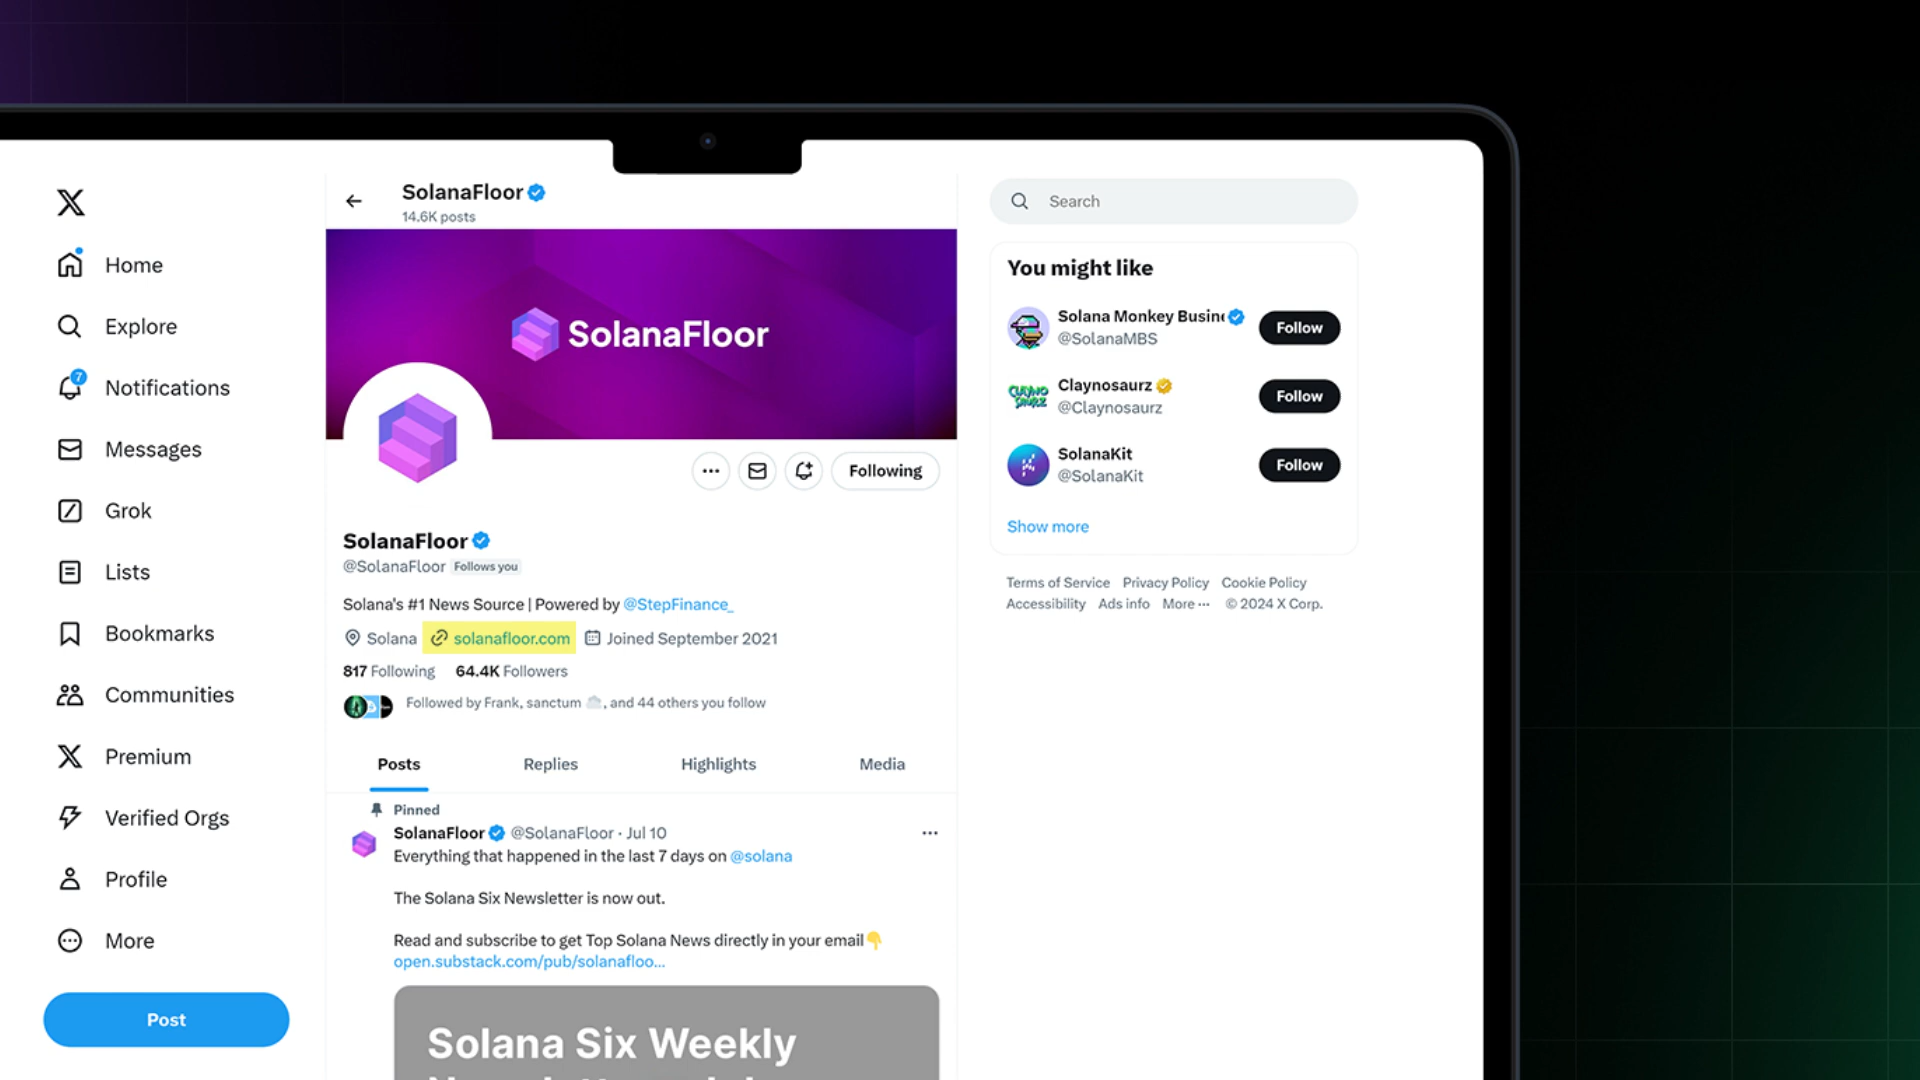 Home
Explore
7
Notifications
Messages
Grok
Lists
Bookmarks
Communities
Premium
Verified Orgs
Profile
More
Post
SolanaFloor
14.6K posts
SolanaFloor
Following
SolanaFloor
@SolanaFloor Follows you
Solana's #1 News Source | Powered by @StepFinance_
Solana solanafloor.com Joined September 2021
817 Following 64.4K Followers
Followed by Frank, sanctum ☁️, and 44 others you follow
Posts Replies Highlights Media
Pinned
SolanaFloor @SolanaFloor · Jul 10
Everything that happened in the last 7 days on @solana
The Solana Six Newsletter is now out.
Read and subscribe to get Top Solana News directly in your email👇
open.substack.com/pub/solanafloo...
Solana Six Weekly
Search
You might like
Solana Monkey Busin
@SolanaMBS
Follow
CLAYNO SAURZ
Claynosaurz
@Claynosaurz
Follow
SolanaKit
@SolanaKit
Follow
Show more
Terms of Service Privacy Policy Cookie Policy
Accessibility Ads info More ··· © 2024 X Corp.